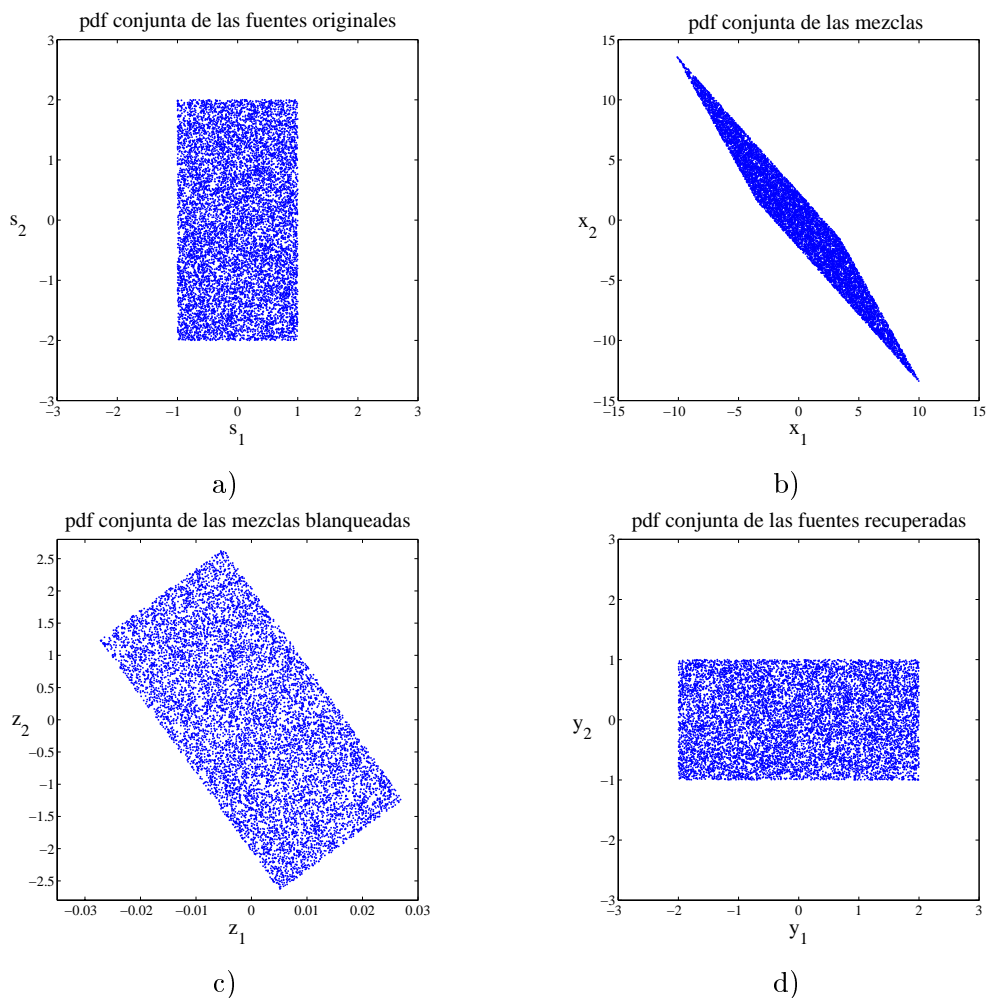 pdf conjunta de las fuentes originales
3
2
1
0
−1
−2
−3
s2
−3 −2 −1 0 1 2 3
s1
a)
pdf conjunta de las mezclas
15
10
5
0
−5
−10
−15
x2
−15 −10 −5 0 5 10 15
x1
b)
pdf conjunta de las mezclas blanqueadas
2.5
2
1.5
1
0.5
0
−0.5
−1
−1.5
−2
−2.5
z2
−0.03 −0.02 −0.01 0 0.01 0.02 0.03
z1
c)
pdf conjunta de las fuentes recuperadas
3
2
1
0
−1
−2
−3
y2
−3 −2 −1 0 1 2 3
y1
d)